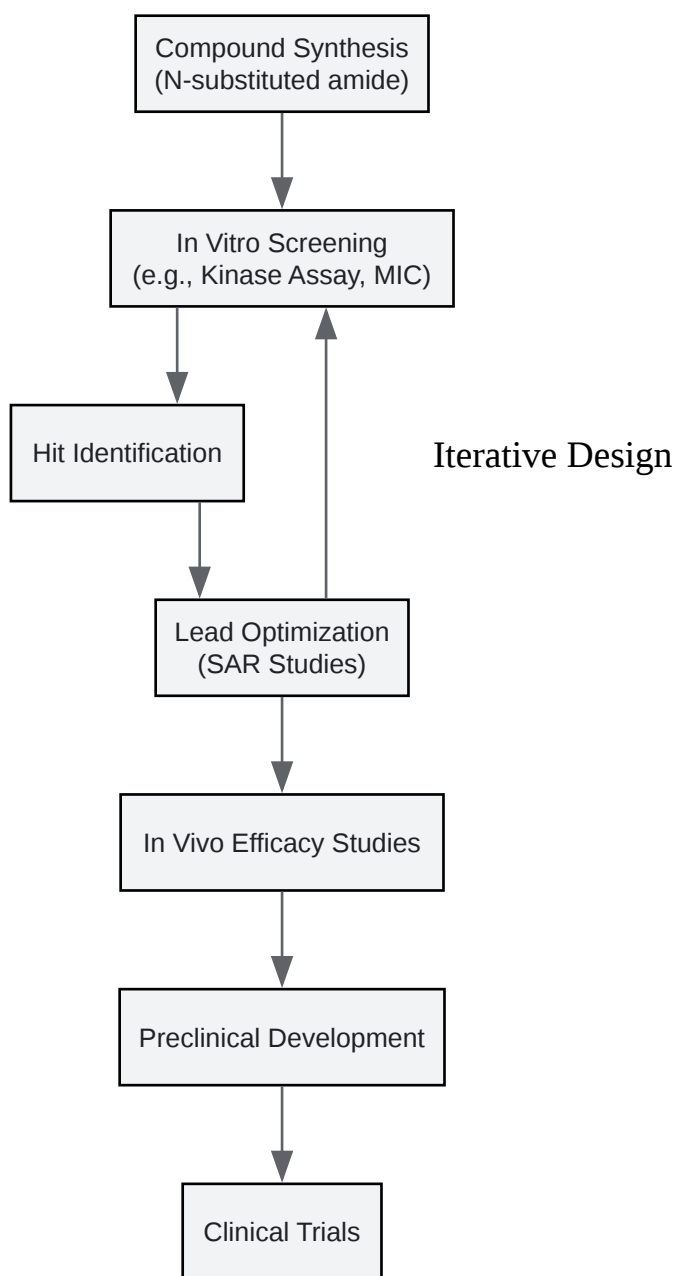 Compound Synthesis
(N-substituted amide)
In Vitro Screening
(e.g., Kinase Assay, MIC)
Hit Identification
Iterative Design
Lead Optimization
(SAR Studies)
In Vivo Efficacy Studies
Preclinical Development
Clinical Trials